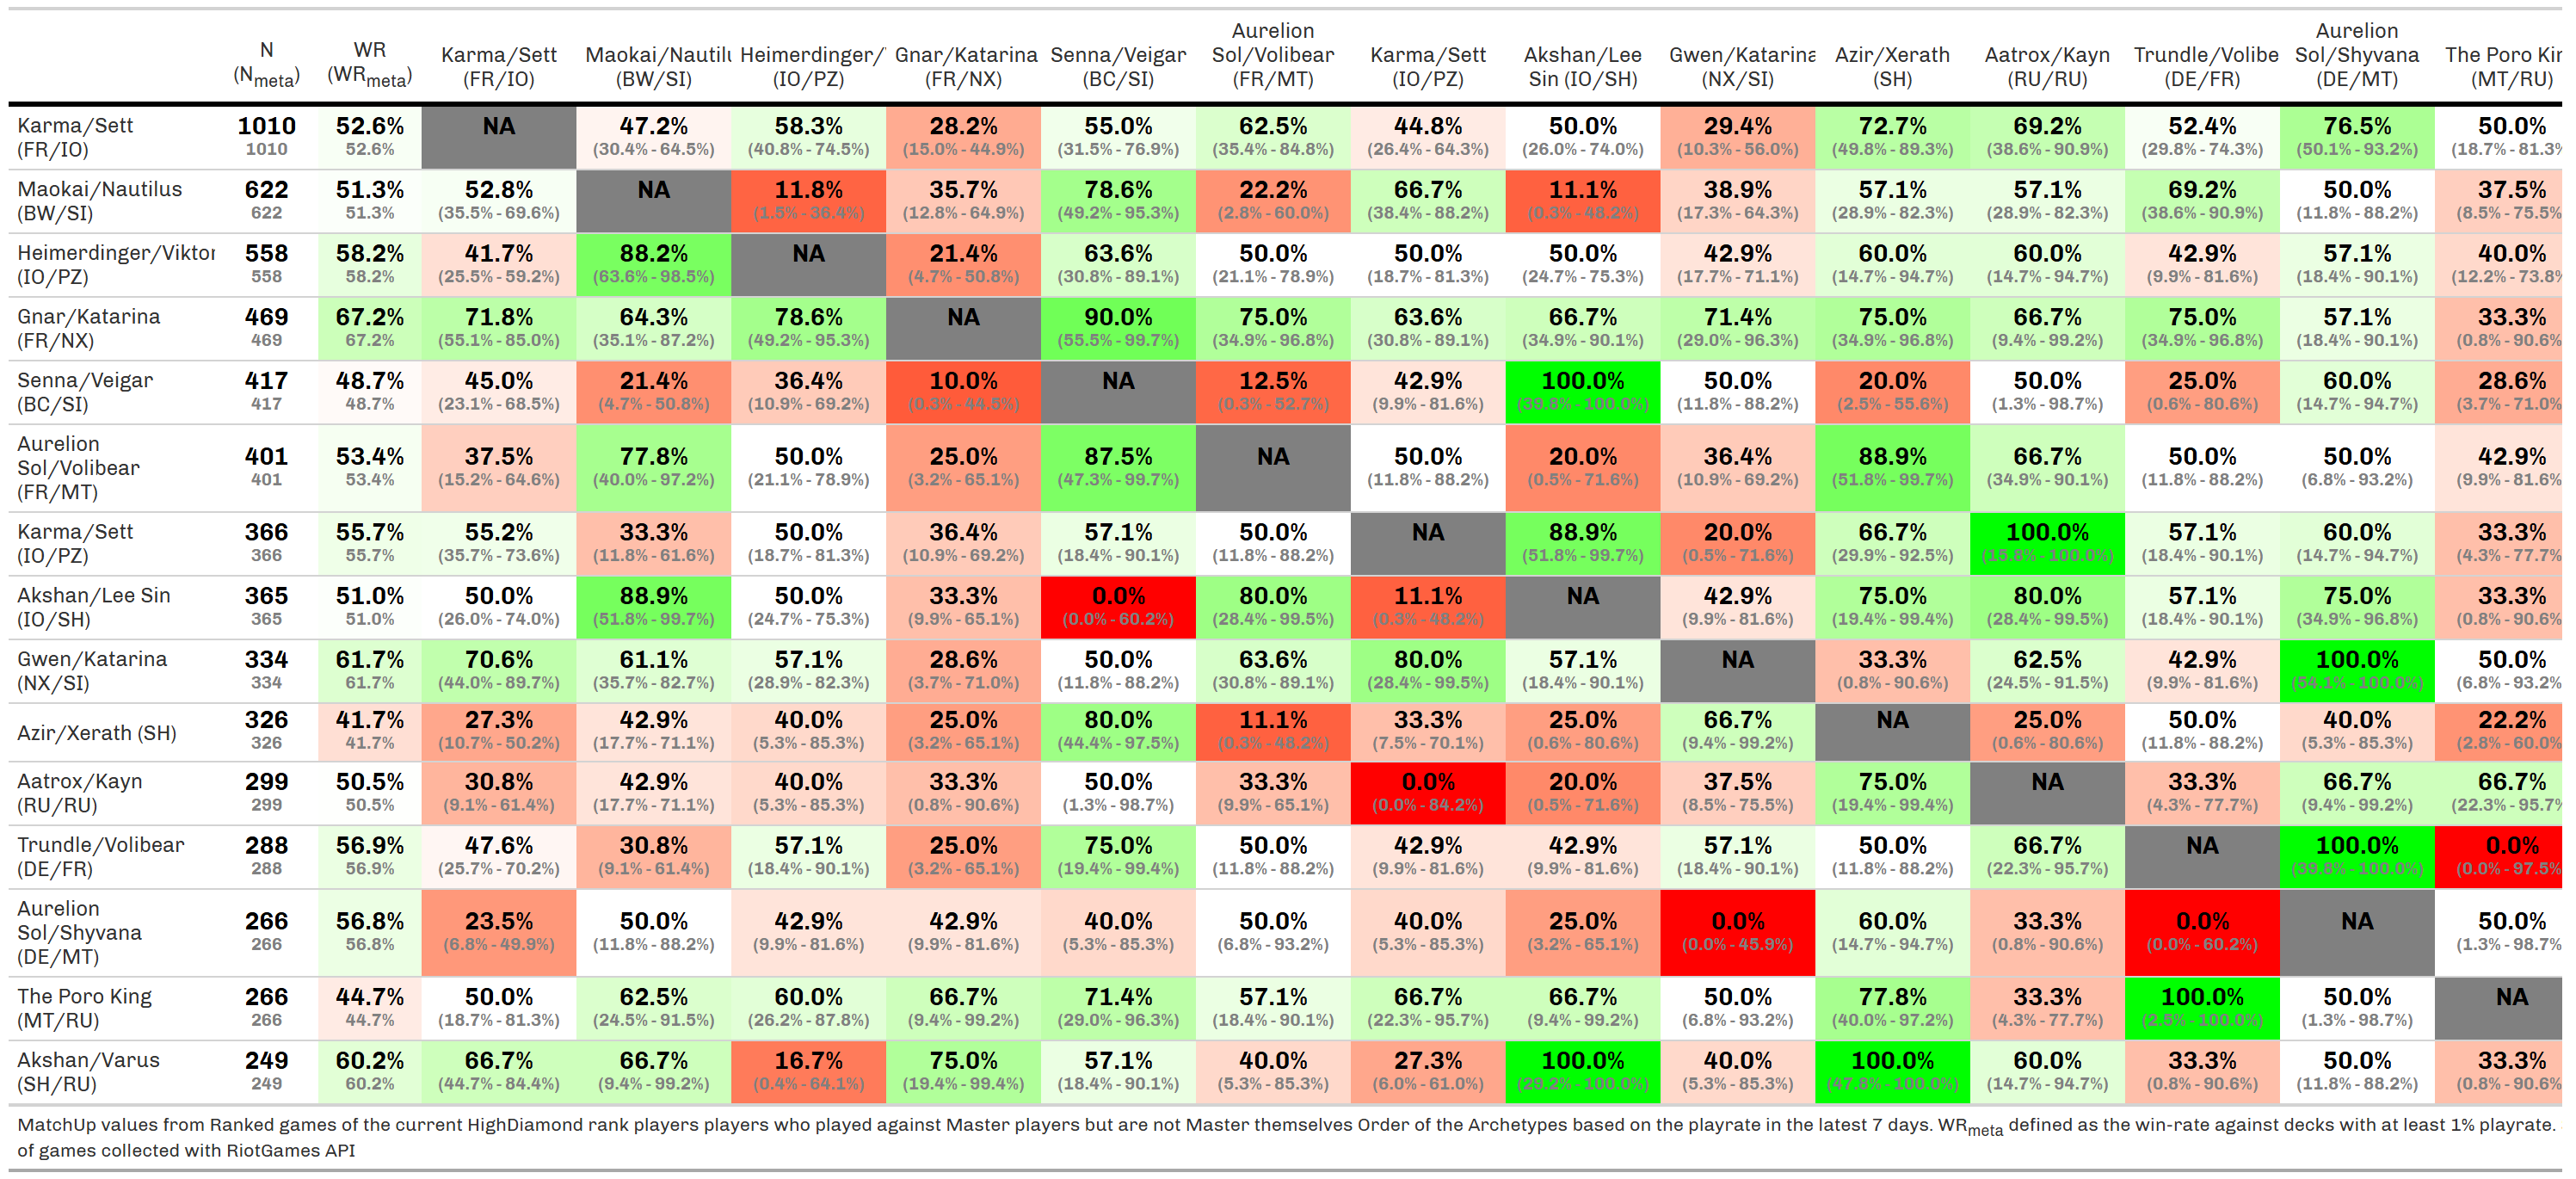 N (Nmeta) WR (WRmeta) Karma/Sett (FR/IO) Maokai/Nautilu (BW/SI) Heimerdinger/ (IO/PZ) Gnar/Katarina (FR/NX) Senna/Veigar (BC/SI) Aurelion Sol/Volibear (FR/MT) Karma/Sett (IO/PZ) Akshan/Lee Sin (IO/SH) Gwen/Katarina (NX/SI) Azir/Xerath (SH) Aatrox/Kayn (RU/RU) Trundle/Volibe (DE/FR) Aurelion Sol/Shyvana (DE/MT) The Poro Kin (MT/RU)
Karma/Sett 1010 52.6% NA 47.2% 58.3% 28.2% 55.0% 62.5% 44.8% 50.0% 29.4% 72.7% 69.2% 52.4% 76.5% 50.0%
(FR/IO) 1010 52.6% (30.4% - 64.5%) (40.8% - 74.5%) (15.0% - 44.9%) (31.5% - 76.9%) (35.4% - 84.8%) (26.4% - 64.3%) (26.0% - 74.0%) (10.3% - 56.0%) (49.8% - 89.3%) (38.6% - 90.9%) (29.8% - 74.3%) (50.1% - 93.2%) (18.7% - 81.3%
Maokai/Nautilus 622 51.3% 52.8% NA 11.8% 35.7% 78.6% 22.2% 66.7% 11.1% 38.9% 57.1% 57.1% 69.2% 50.0% 37.5%
(BW/SI) 622 51.3% (35.5% - 69.6%) (1.5% - 36.4%) (12.8% - 64.9%) (49.2% - 95.3%) (2.8% - 60.0%) (38.4% - 88.2%) (0.3% - 48.2%) (17.3% - 64.3%) (28.9% - 82.3%) (28.9% - 82.3%) (38.6% - 90.9%) (11.8% - 88.2%) (8.5% - 75.5%
Heimerdinger/Viktor 558 58.2% 41.7% 88.2% NA 21.4% 63.6% 50.0% 50.0% 50.0% 42.9% 60.0% 60.0% 42.9% 57.1% 40.0%
(IO/PZ) 558 58.2% (25.5% - 59.2%) (63.6% - 98.5%) (4.7% - 50.8%) (30.8% - 89.1%) (21.1% - 78.9%) (18.7% - 81.3%) (24.7% - 75.3%) (17.7% - 71.1%) (14.7% - 94.7%) (14.7% - 94.7%) (9.9% - 81.6%) (18.4% - 90.1%) (12.2% - 73.8%
Gnar/Katarina 469 67.2% 71.8% 64.3% 78.6% NA 90.0% 75.0% 63.6% 66.7% 71.4% 75.0% 66.7% 75.0% 57.1% 33.3%
(FR/NX) 469 67.2% (55.1% - 85.0%) (35.1% - 87.2%) (49.2% - 95.3%) (55.5% - 99.7%) (34.9% - 96.8%) (30.8% - 89.1%) (34.9% - 90.1%) (29.0% - 96.3%) (34.9% - 96.8%) (9.4% - 99.2%) (34.9% - 96.8%) (18.4% - 90.1%) (0.8% - 90.6%
Senna/Veigar 417 48.7% 45.0% 21.4% 36.4% 10.0% NA 12.5% 42.9% 100.0% 50.0% 20.0% 50.0% 25.0% 60.0% 28.6%
(BC/SI) 417 48.7% (23.1% - 68.5%) (4.7% - 50.8%) (10.9% - 69.2%) (0.3% - 44.5%) (0.3% - 52.7%) (9.9% - 81.6%) (39.8% - 100.0%) (11.8% - 88.2%) (2.5% - 55.6%) (1.3% - 98.7%) (0.6% - 80.6%) (14.7% - 94.7%) (3.7% - 71.0%
Aurelion
Sol/Volibear 401 53.4% 37.5% 77.8% 50.0% 25.0% 87.5% NA 50.0% 20.0% 36.4% 88.9% 66.7% 50.0% 50.0% 42.9%
(FR/MT) 401 53.4% (15.2% - 64.6%) (40.0% - 97.2%) (21.1% - 78.9%) (3.2% - 65.1%) (47.3% - 99.7%) (11.8% - 88.2%) (0.5% - 71.6%) (10.9% - 69.2%) (51.8% - 99.7%) (34.9% - 90.1%) (11.8% - 88.2%) (6.8% - 93.2%) (9.9% - 81.6%
Karma/Sett 366 55.7% 55.2% 33.3% 50.0% 36.4% 57.1% 50.0% NA 88.9% 20.0% 66.7% 100.0% 57.1% 60.0% 33.3%
(IO/PZ) 366 55.7% (35.7% - 73.6%) (11.8% - 61.6%) (18.7% - 81.3%) (10.9% - 69.2%) (18.4% - 90.1%) (11.8% - 88.2%) (51.8% - 99.7%) (0.5% - 71.6%) (29.9% - 92.5%) (15.8% - 100.0%) (18.4% - 90.1%) (14.7% - 94.7%) (4.3% - 77.7%
Akshan/Lee Sin 365 51.0% 50.0% 88.9% 50.0% 33.3% 0.0% 80.0% 11.1% NA 42.9% 75.0% 80.0% 57.1% 75.0% 33.3%
(IO/SH) 365 51.0% (26.0% - 74.0%) (51.8% - 99.7%) (24.7% - 75.3%) (9.9% - 65.1%) (0.0% - 60.2%) (28.4% - 99.5%) (0.3% - 48.2%) (9.9% - 81.6%) (19.4% - 99.4%) (28.4% - 99.5%) (18.4% - 90.1%) (34.9% - 96.8%) (0.8% - 90.6%
Gwen/Katarina 334 61.7% 70.6% 61.1% 57.1% 28.6% 50.0% 63.6% 80.0% 57.1% NA 33.3% 62.5% 42.9% 100.0% 50.0%
(NX/SI) 334 61.7% (44.0% - 89.7%) (35.7% - 82.7%) (28.9% - 82.3%) (3.7% - 71.0%) (11.8% - 88.2%) (30.8% - 89.1%) (28.4% - 99.5%) (18.4% - 90.1%) (0.8% - 90.6%) (24.5% - 91.5%) (9.9% - 81.6%) (54.1% - 100.0%) (6.8% - 93.2%
Azir/Xerath (SH) 326 41.7% 27.3% 42.9% 40.0% 25.0% 80.0% 11.1% 33.3% 25.0% 66.7% NA 25.0% 50.0% 40.0% 22.2%
326 41.7% (10.7% - 50.2%) (17.7% - 71.1%) (5.3% - 85.3%) (3.2% - 65.1%) (44.4% - 97.5%) (0.3% - 48.2%) (7.5% - 70.1%) (0.6% - 80.6%) (9.4% - 99.2%) (0.6% - 80.6%) (11.8% - 88.2%) (5.3% - 85.3%) (2.8% - 60.0%
Aatrox/Kayn 299 50.5% 30.8% 42.9% 40.0% 33.3% 50.0% 33.3% 0.0% 20.0% 37.5% 75.0% NA 33.3% 66.7% 66.7%
(RU/RU) 299 50.5% (9.1% - 61.4%) (17.7% - 71.1%) (5.3% - 85.3%) (0.8% - 90.6%) (1.3% - 98.7%) (9.9% - 65.1%) (0.0% - 84.2%) (0.5% - 71.6%) (8.5% - 75.5%) (19.4% - 99.4%) (4.3% - 77.7%) (9.4% - 99.2%) (22.3% - 95.7%
Trundle/Volibear 288 56.9% 47.6% 30.8% 57.1% 25.0% 75.0% 50.0% 42.9% 42.9% 57.1% 50.0% 66.7% NA 100.0% 0.0%
(DE/FR) 288 56.9% (25.7% - 70.2%) (9.1% - 61.4%) (18.4% - 90.1%) (3.2% - 65.1%) (19.4% - 99.4%) (11.8% - 88.2%) (9.9% - 81.6%) (9.9% - 81.6%) (18.4% - 90.1%) (11.8% - 88.2%) (22.3% - 95.7%) (39.8% - 100.0%) (0.0% - 97.5%
Aurelion
Sol/Shyvana 266 56.8% 23.5% 50.0% 42.9% 42.9% 40.0% 50.0% 40.0% 25.0% 0.0% 60.0% 33.3% 0.0% NA 50.0%
(DE/MT) 266 56.8% (6.8% - 49.9%) (11.8% - 88.2%) (9.9% - 81.6%) (9.9% - 81.6%) (5.3% - 85.3%) (6.8% - 93.2%) (5.3% - 85.3%) (3.2% - 65.1%) (0.0% - 45.9%) (14.7% - 94.7%) (0.8% - 90.6%) (0.0% - 60.2%) (1.3% - 98.7%
The Poro King 266 44.7% 50.0% 62.5% 60.0% 66.7% 71.4% 57.1% 66.7% 66.7% 50.0% 77.8% 33.3% 100.0% 50.0% NA
(MT/RU) 266 44.7% (18.7% - 81.3%) (24.5% - 91.5%) (26.2% - 87.8%) (9.4% - 99.2%) (29.0% - 96.3%) (18.4% - 90.1%) (22.3% - 95.7%) (9.4% - 99.2%) (6.8% - 93.2%) (40.0% - 97.2%) (4.3% - 77.7%) (2.5% - 100.0%) (1.3% - 98.7%)
Akshan/Varus 249 60.2% 66.7% 66.7% 16.7% 75.0% 57.1% 40.0% 27.3% 100.0% 40.0% 100.0% 60.0% 33.3% 50.0% 33.3%
(SH/RU) 249 60.2% (44.7% - 84.4%) (9.4% - 99.2%) (0.4% - 64.1%) (19.4% - 99.4%) (18.4% - 90.1%) (5.3% - 85.3%) (6.0% - 61.0%) (29.2% - 100.0%) (5.3% - 85.3%) (47.8% - 100.0%) (14.7% - 94.7%) (0.8% - 90.6%) (11.8% - 88.2%) (0.8% - 90.6%
MatchUp values from Ranked games of the current HighDiamond rank players players who played against Master players but are not Master themselves Order of the Archetypes based on the playrate in the latest 7 days. WRmeta defined as the win-rate against decks with at least 1% playrate.
of games collected with RiotGames API